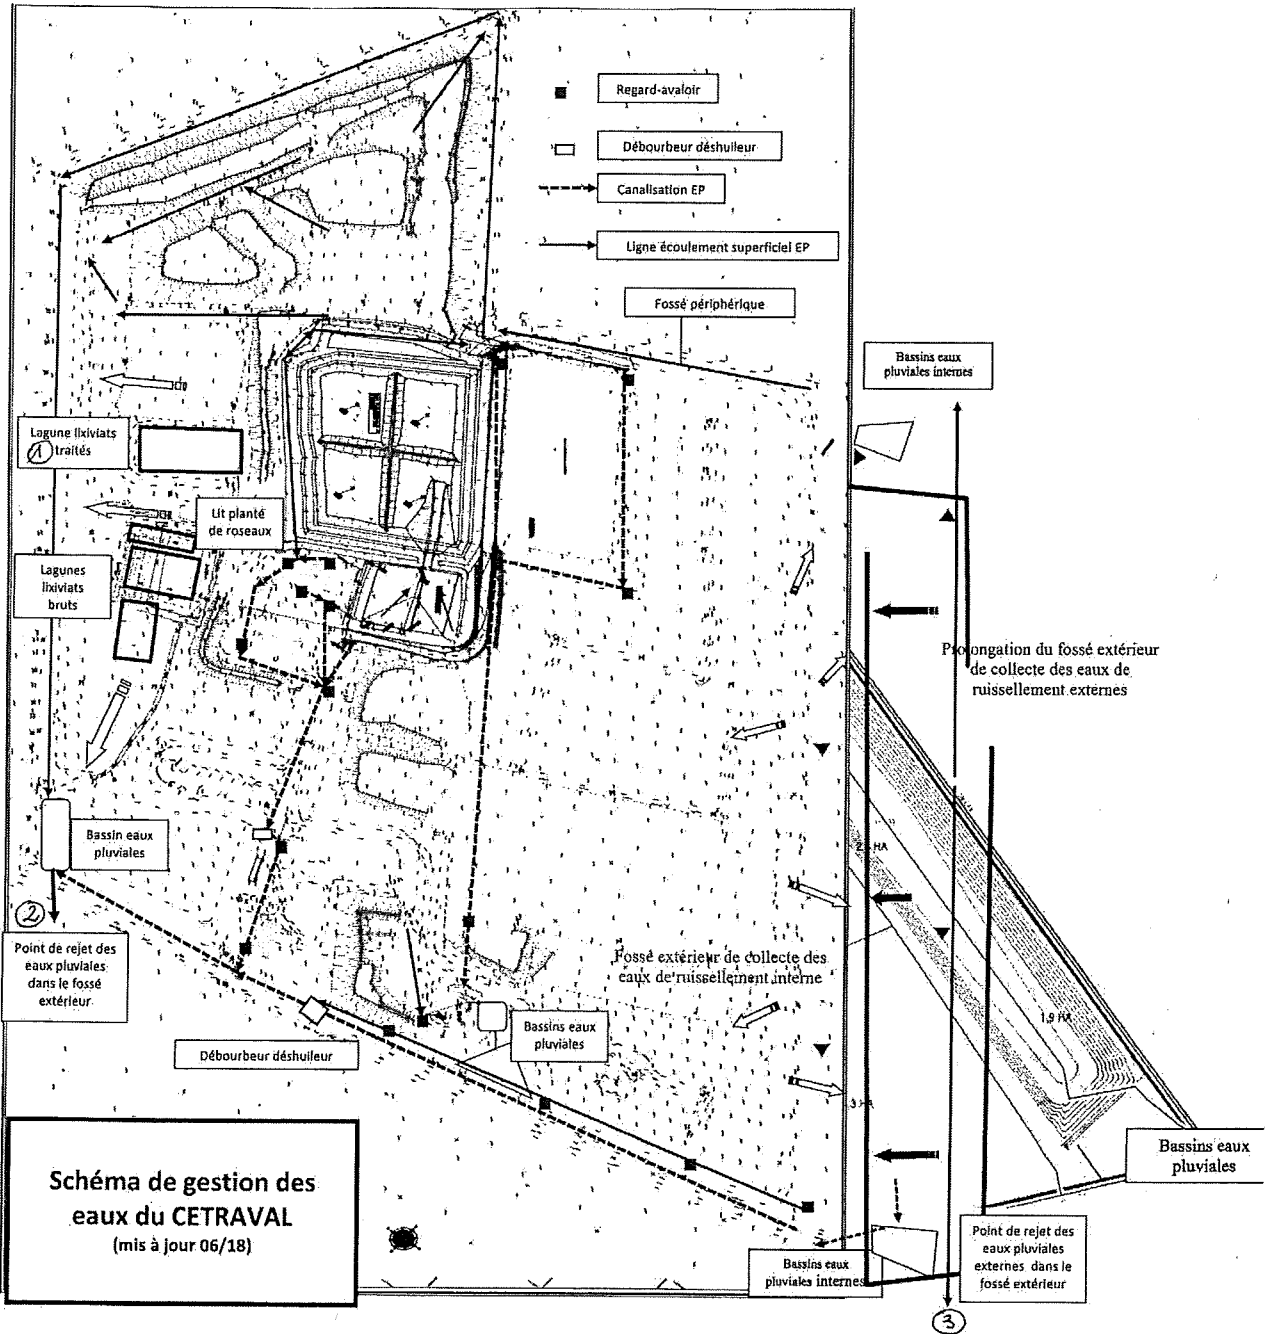 Regard-avaloir
Débourbeur déshuileur
Canalisation EP
Ligne écoulement superficiel EP
Fossé périphérique
Bassins eaux
pluviales internes
Lagune lixiviats
traités
1
Lit planté
de roseaux
Lagunes
lixiviats
bruts
Prolongation du fossé extérieur
de collecte des eaux de
ruissellement externes
Bassin eaux
pluviales
HA
2
Point de rejet des
eaux pluviales
dans le fossé
extérieur
Fossé extérieur de collecte des
eaux de ruissellement interne
1,9 HA
Bassins eaux
pluviales
Débourbeur déshuileur
Bassins eaux
pluviales
Schéma de gestion des
eaux du CETRAVAL
(mis à jour 06/18)
Bassins eaux
pluviales internes
Point de rejet des
eaux pluviales
externes dans le
fossé extérieur
3